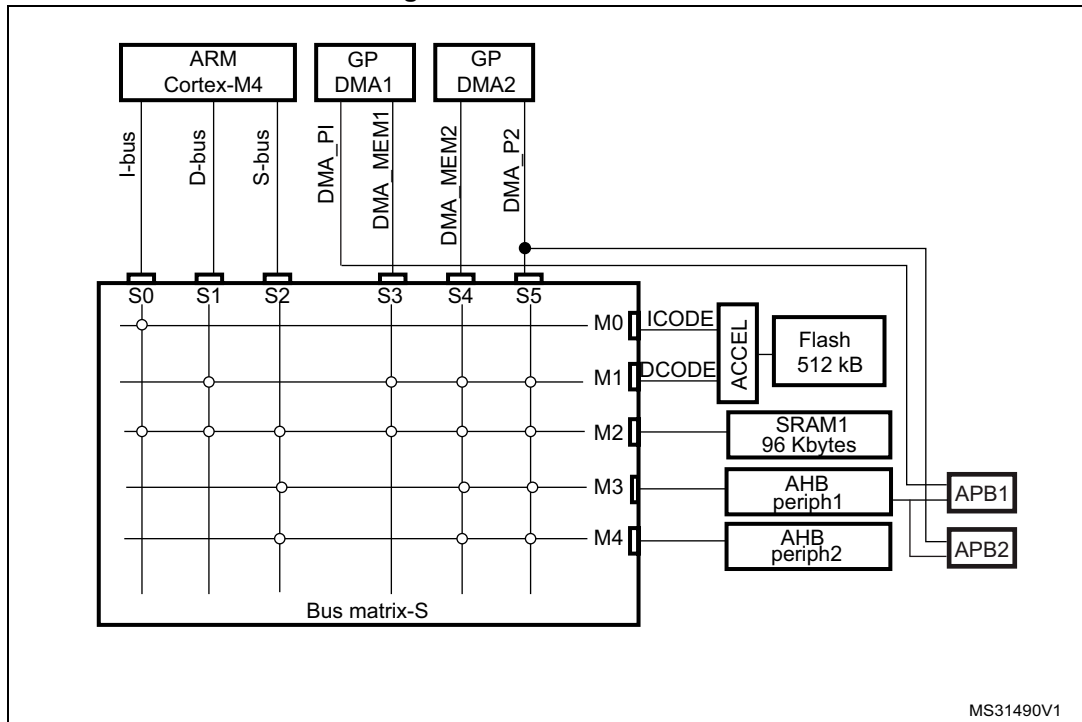 ARM
Cortex-M4
GP
DMA1
GP
DMA2
I-bus
D-bus
S-bus
DMA_PI
DMA_MEM1
DMA_MEM2
DMA_P2
S0
S1
S2
S3
S4
S5
M0
ICODE
M1
DCODE
ACCEL
Flash
512 kB
M2
SRAM1
96 Kbytes
M3
AHB
periph1
APB1
M4
AHB
periph2
APB2
Bus matrix-S
MS31490V1